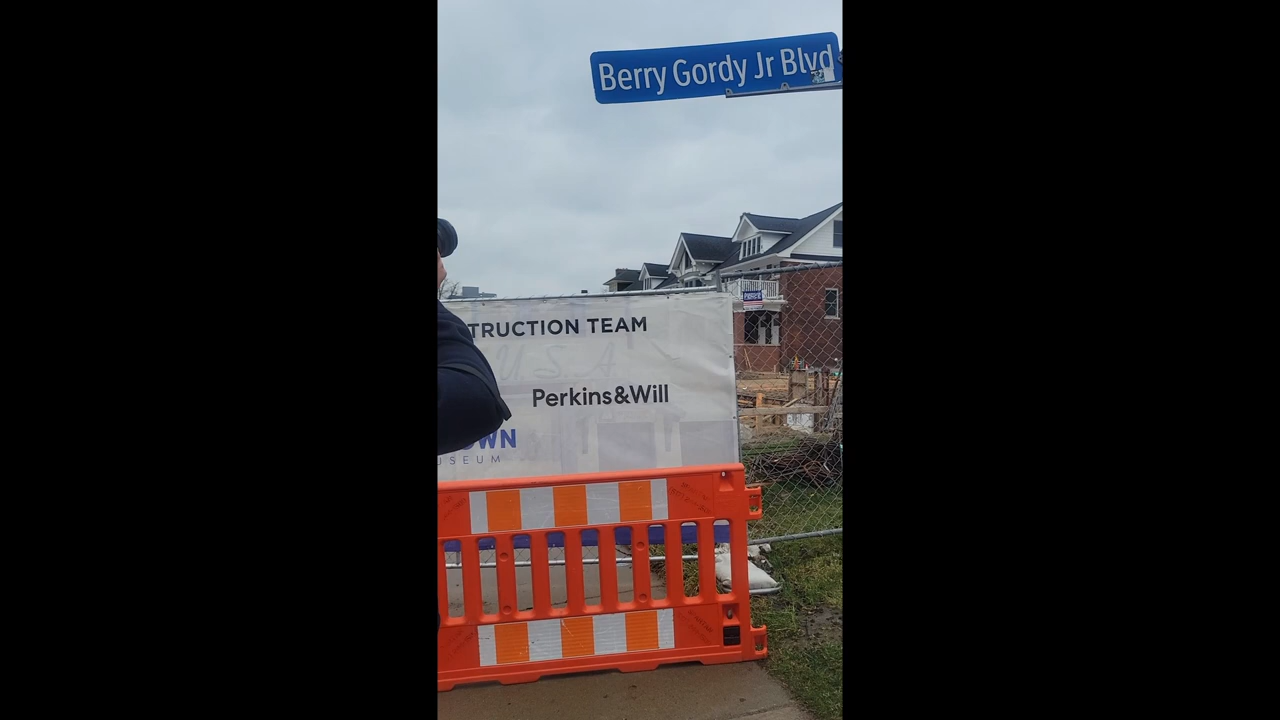 Berry Gordy Jr Blvd
TRUCTION TEAM
U.S.A.
Perkins&Will
OWN
USEUM